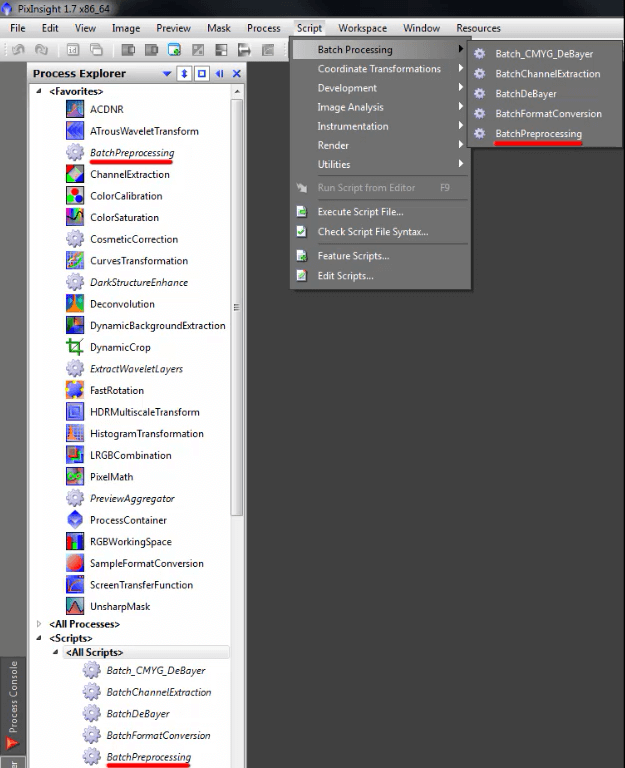 PixInsight 1.7 x86_64
File Edit View Image Preview Mask Process Script Workspace Window Resources
Process Explorer
<Favorites>
ACDNR
ATrousWaveletTransform
BatchPreprocessing
ChannelExtraction
ColorCalibration
ColorSaturation
CosmeticCorrection
CurvesTransformation
DarkStructureEnhance
Deconvolution
DynamicBackgroundExtraction
DynamicCrop
ExtractWaveletLayers
FastRotation
HDRMultiscaleTransform
HistogramTransformation
LRGBCombination
PixelMath
PreviewAggregator
ProcessContainer
RGBWorkingSpace
SampleFormatConversion
ScreenTransferFunction
UnsharpMask
<All Processes>
<Scripts>
<All Scripts>
Batch_CMYG_DeBayer
BatchChannelExtraction
BatchDeBayer
BatchFormatConversion
BatchPreprocessing
Batch Processing
Coordinate Transformations
Development
Image Analysis
Instrumentation
Render
Utilities
Run Script from Editor F9
Execute Script File...
Check Script File Syntax...
Feature Scripts...
Edit Scripts...
Batch_CMYG_DeBayer
BatchChannelExtraction
BatchDeBayer
BatchFormatConversion
BatchPreprocessing
Process Console